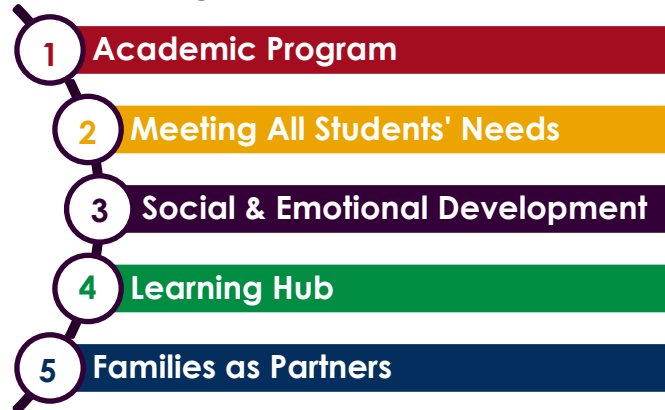 1 Academic Program
2 Meeting All Students' Needs
3 Social & Emotional Development
4 Learning Hub
5 Families as Partners